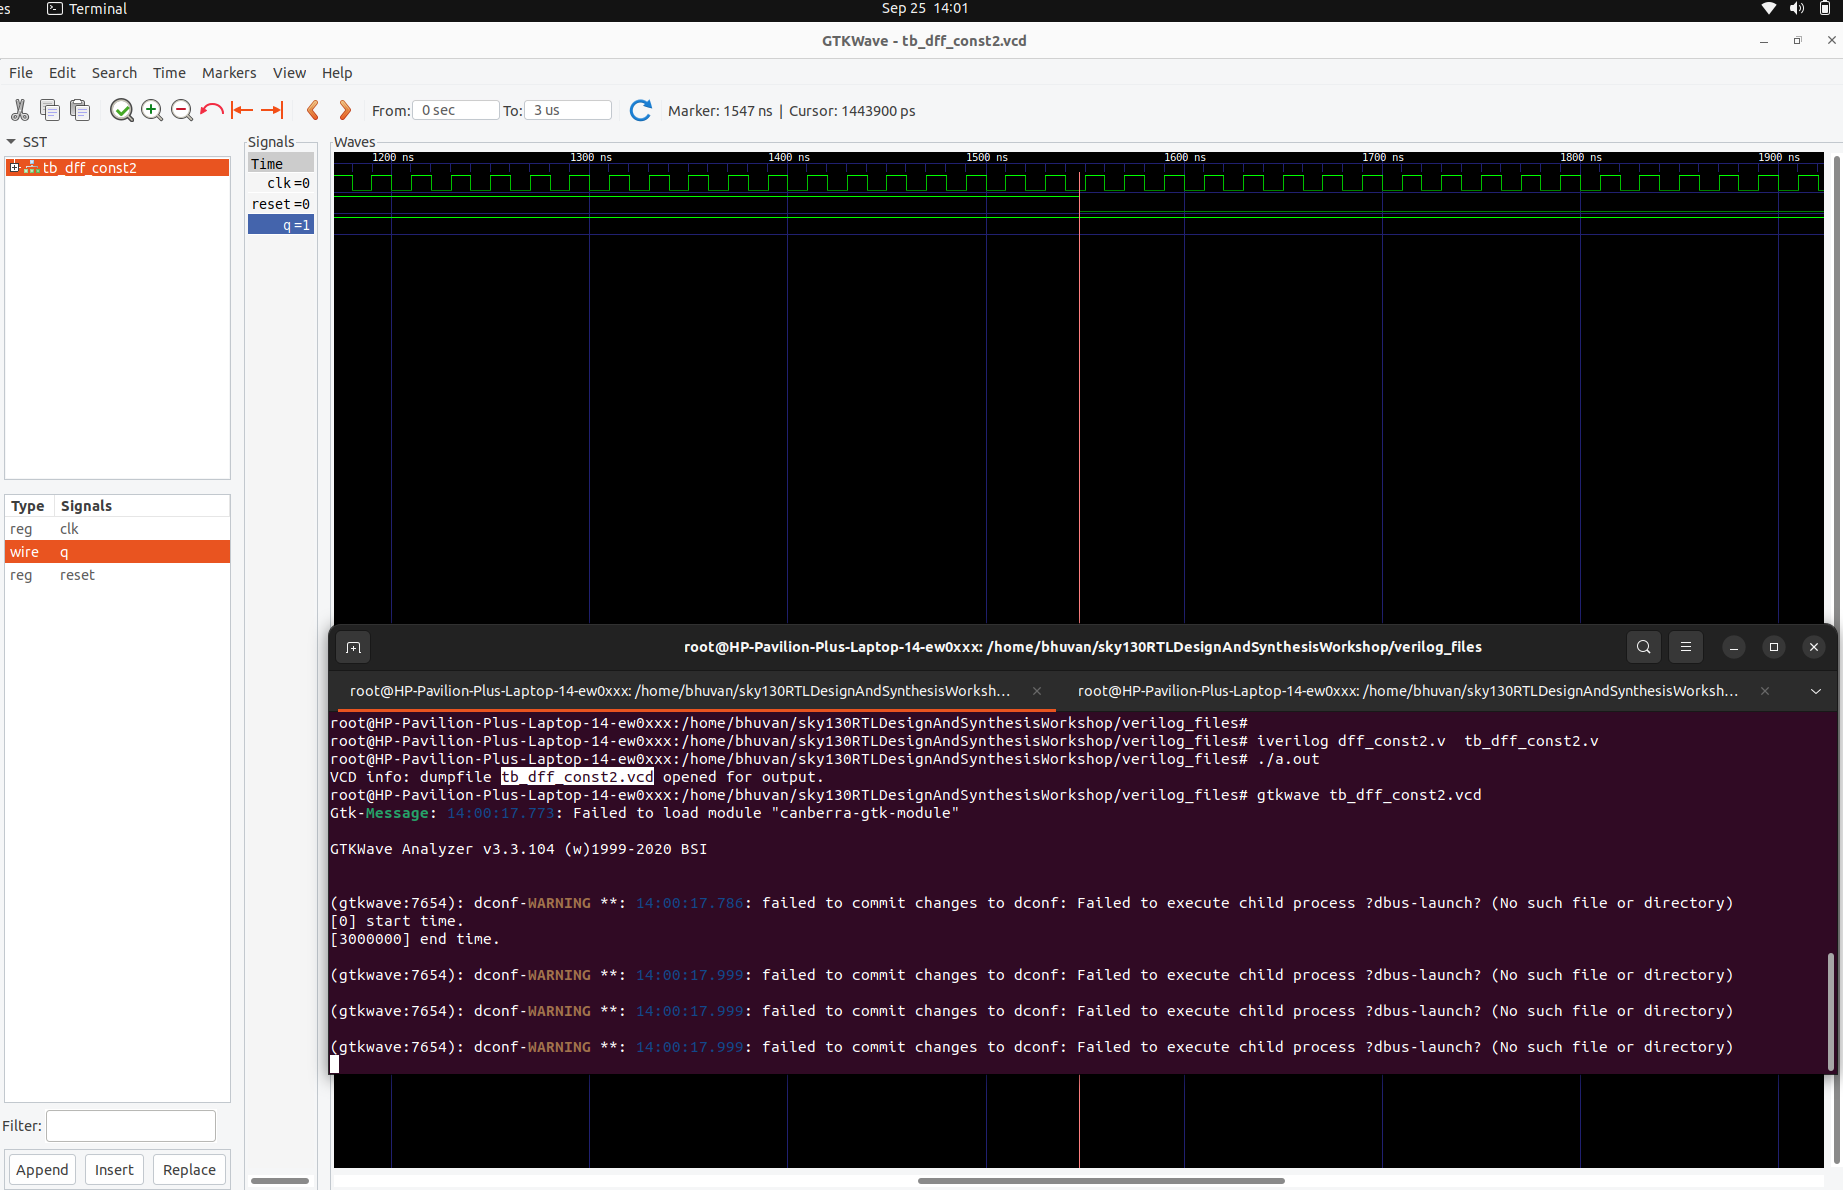 es Terminal Sep 25 14:01
GTKWave - tb_dff_const2.vcd
File Edit Search Time Markers View Help
From: 0 sec To: 3 us Marker: 1547 ns | Cursor: 1443900 ps
SST
tb_dff_const2
Signals
Time
clk=0
reset=0
q=1
Waves
1200 ns 1300 ns 1400 ns 1500 ns 1600 ns 1700 ns 1800 ns 1900 ns
Type Signals
reg clk
wire q
reg reset
Filter:
Append Insert Replace
root@HP-Pavilion-Plus-Laptop-14-ew0xxx: /home/bhuvan/sky130RTLDesignAndSynthesisWorkshop/verilog_files
root@HP-Pavilion-Plus-Laptop-14-ew0xxx: /home/bhuvan/sky130RTLDesignAndSynthesisWorksh... root@HP-Pavilion-Plus-Laptop-14-ew0xxx: /home/bhuvan/sky130RTLDesignAndSynthesisWorksh...
root@HP-Pavilion-Plus-Laptop-14-ew0xxx:/home/bhuvan/sky130RTLDesignAndSynthesisWorkshop/verilog_files#
root@HP-Pavilion-Plus-Laptop-14-ew0xxx:/home/bhuvan/sky130RTLDesignAndSynthesisWorkshop/verilog_files# iverilog dff_const2.v  tb_dff_const2.v
root@HP-Pavilion-Plus-Laptop-14-ew0xxx:/home/bhuvan/sky130RTLDesignAndSynthesisWorkshop/verilog_files# ./a.out
VCD info: dumpfile tb_dff_const2.vcd opened for output.
root@HP-Pavilion-Plus-Laptop-14-ew0xxx:/home/bhuvan/sky130RTLDesignAndSynthesisWorkshop/verilog_files# gtkwave tb_dff_const2.vcd
Gtk-Message: 14:00:17.773: Failed to load module "canberra-gtk-module"
GTKWave Analyzer v3.3.104 (w)1999-2020 BSI
(gtkwave:7654): dconf-WARNING **: 14:00:17.786: failed to commit changes to dconf: Failed to execute child process ?dbus-launch? (No such file or directory)
[0] start time.
[3000000] end time.
(gtkwave:7654): dconf-WARNING **: 14:00:17.999: failed to commit changes to dconf: Failed to execute child process ?dbus-launch? (No such file or directory)
(gtkwave:7654): dconf-WARNING **: 14:00:17.999: failed to commit changes to dconf: Failed to execute child process ?dbus-launch? (No such file or directory)
(gtkwave:7654): dconf-WARNING **: 14:00:17.999: failed to commit changes to dconf: Failed to execute child process ?dbus-launch? (No such file or directory)